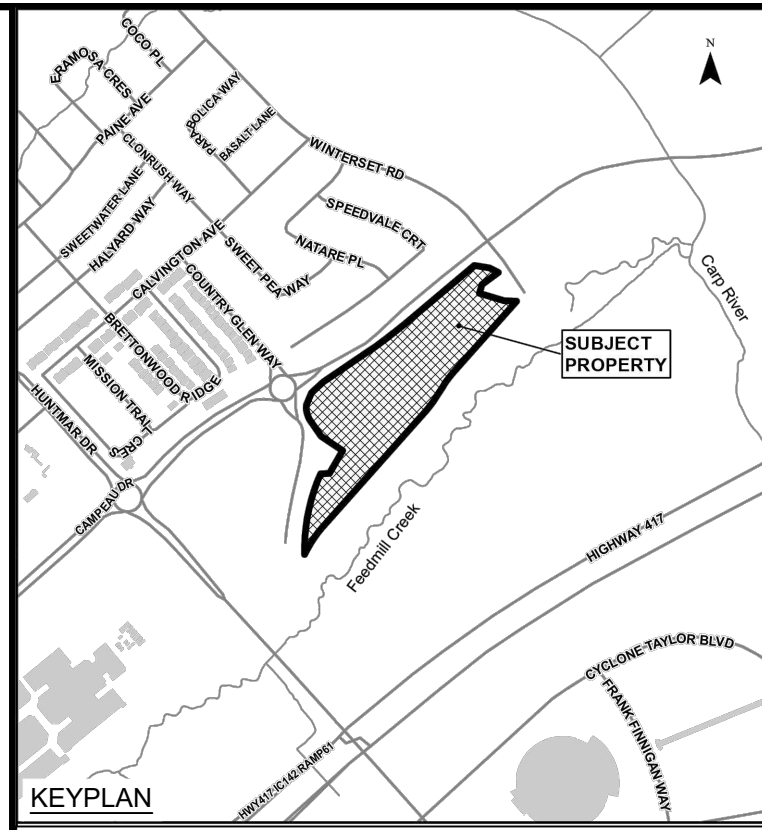 COCO PL
N
ERAMOSA CRES
PAINE AVE
BOLICA WAY
PARA
BASALT LANE
CLONRUSH WAY
WINTERSET RD
SWEETWATER LANE
HALYARD WAY
SPEEDVALE CRT
CALVINGTON AVE
SWEET PEA WAY
NATARE PL
COUNTRY GLEN WAY
Carp River
BRETTONWOOD RIDGE
SUBJECT
PROPERTY
MISSION TRAIL CRES
HUNTMAR DR
CAMPEAU DR
Feedmill Creek
HIGHWAY 417
CYCLONE TAYLOR BLVD
FRANK FINNIGAN WAY
HWY417 IC142 RAMP61
KEYPLAN